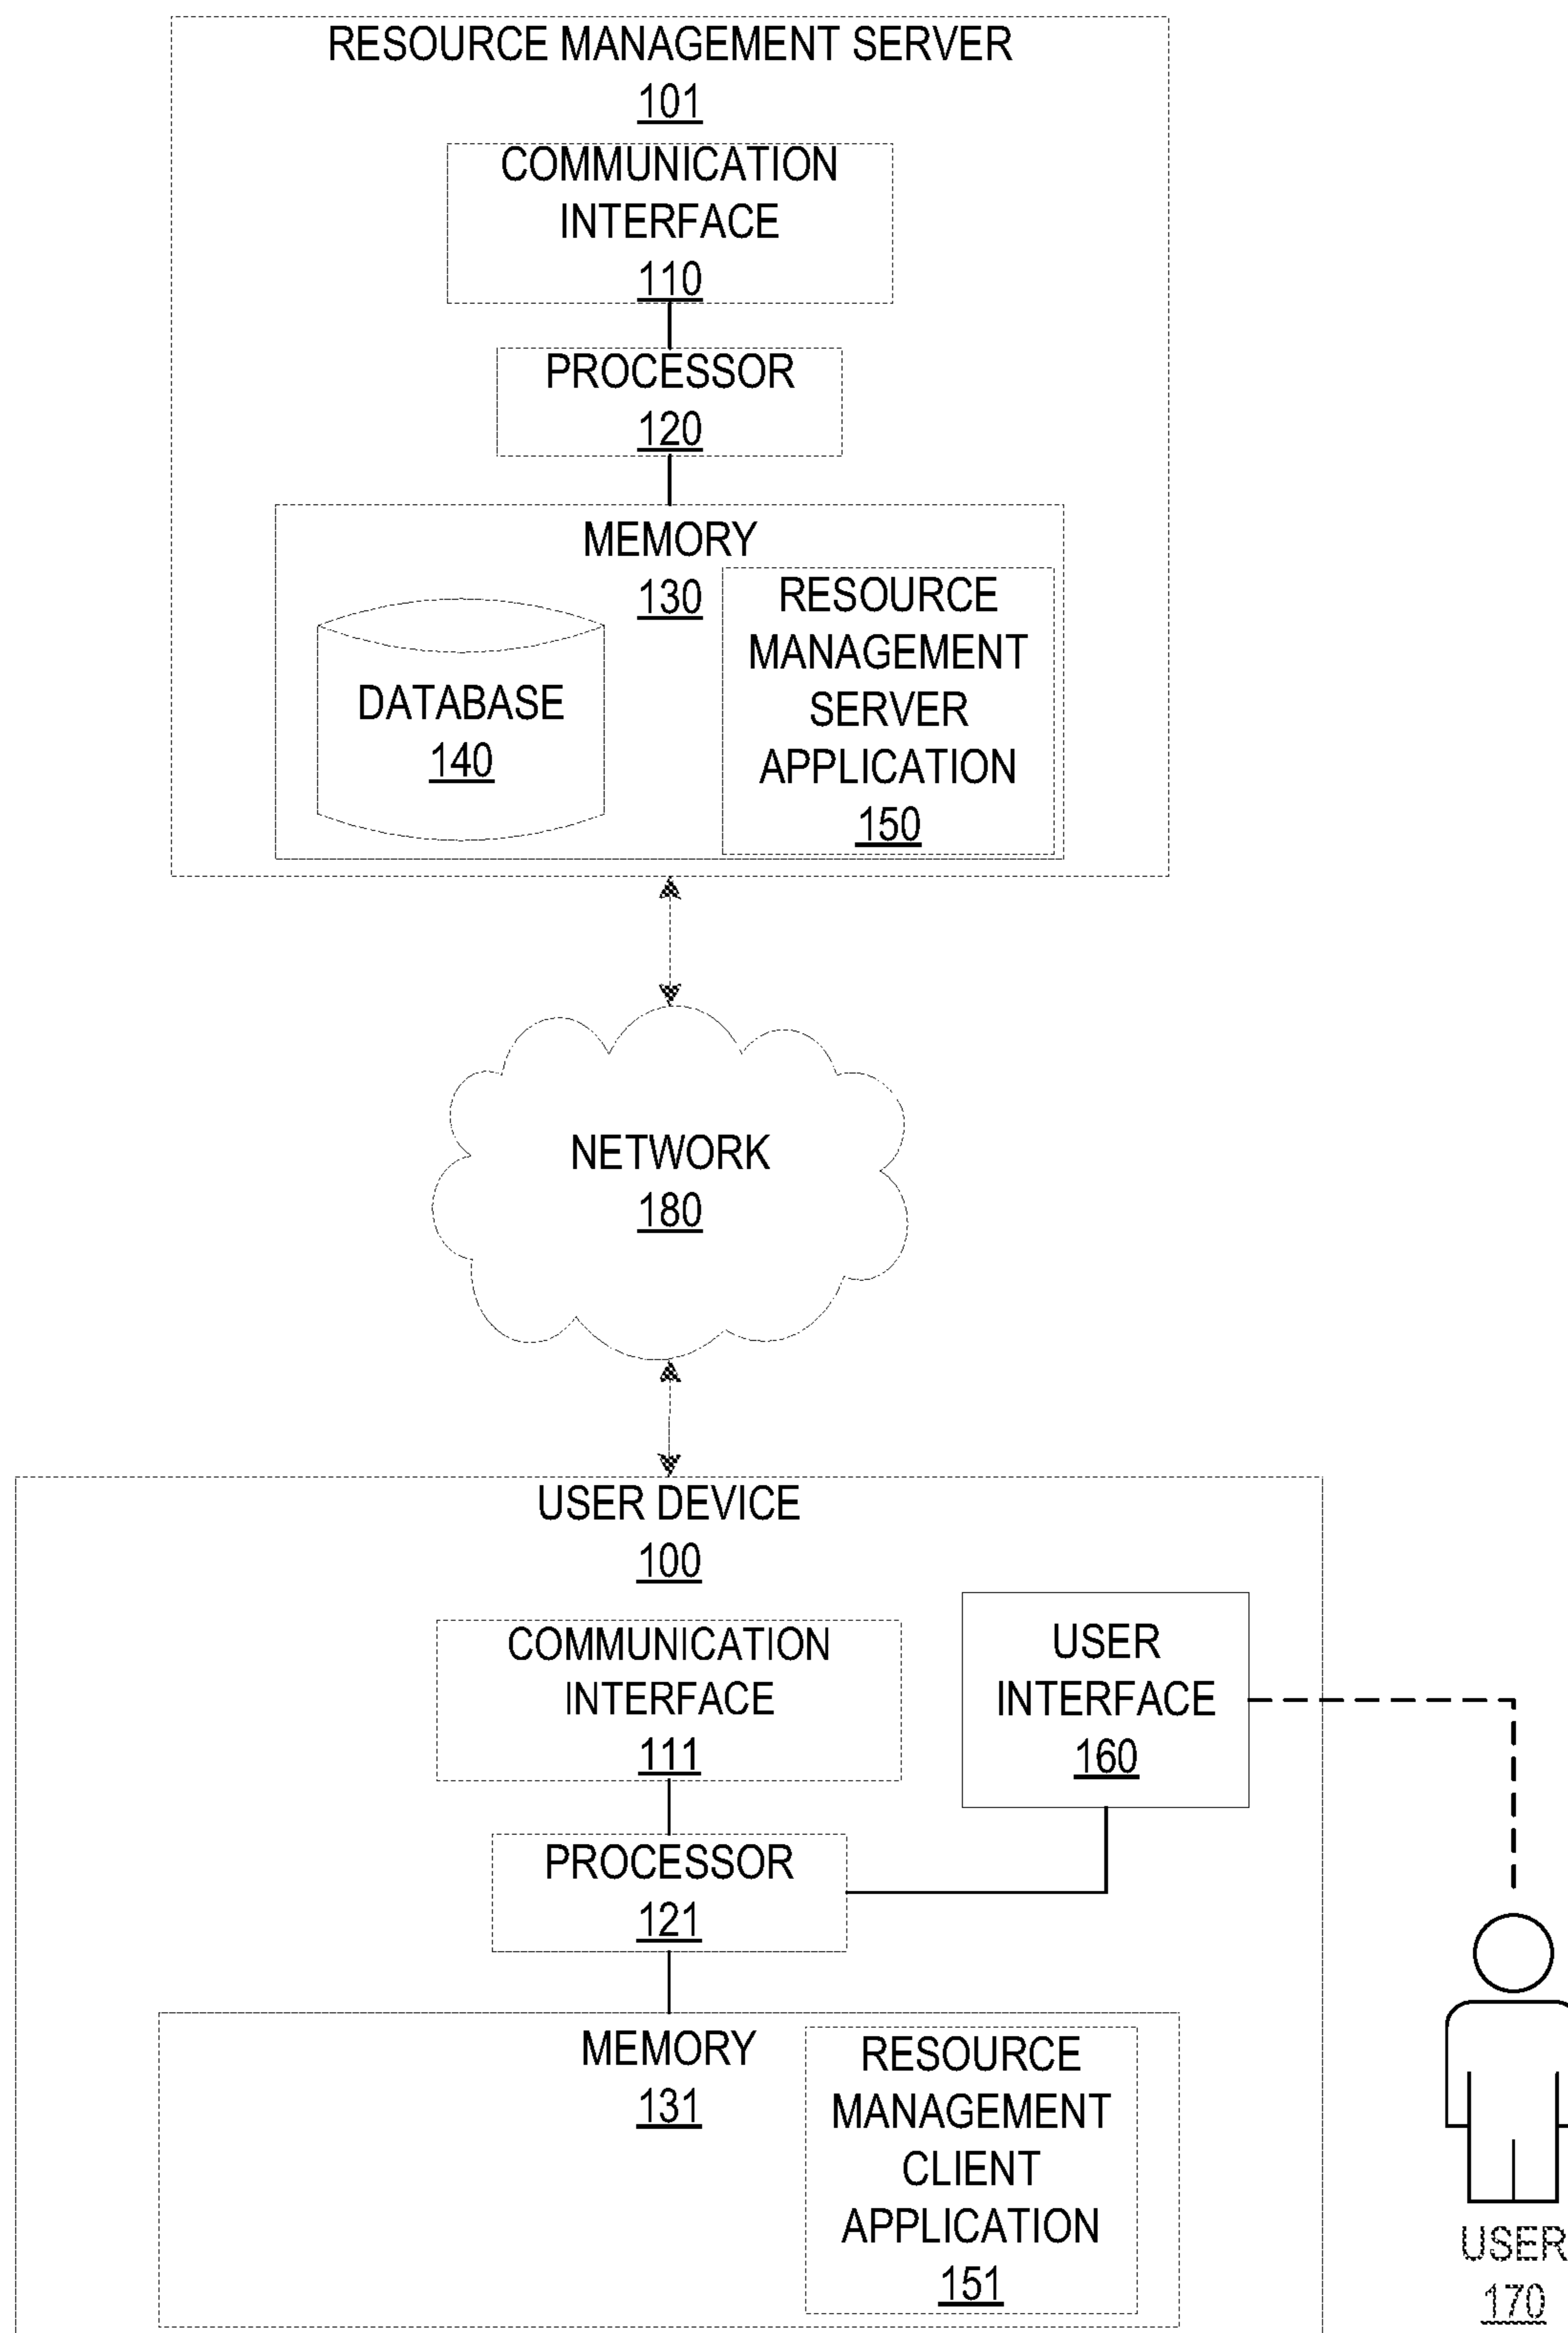 RESOURCE MANAGEMENT SERVER
101
COMMUNICATION
INTERFACE
110
PROCESSOR
120
MEMORY
130
DATABASE
140
RESOURCE
MANAGEMENT
SERVER
APPLICATION
150
NETWORK
180
USER DEVICE
100
COMMUNICATION
INTERFACE
111
USER
INTERFACE
160
PROCESSOR
121
MEMORY
131
RESOURCE
MANAGEMENT
CLIENT
APPLICATION
151
USER
170